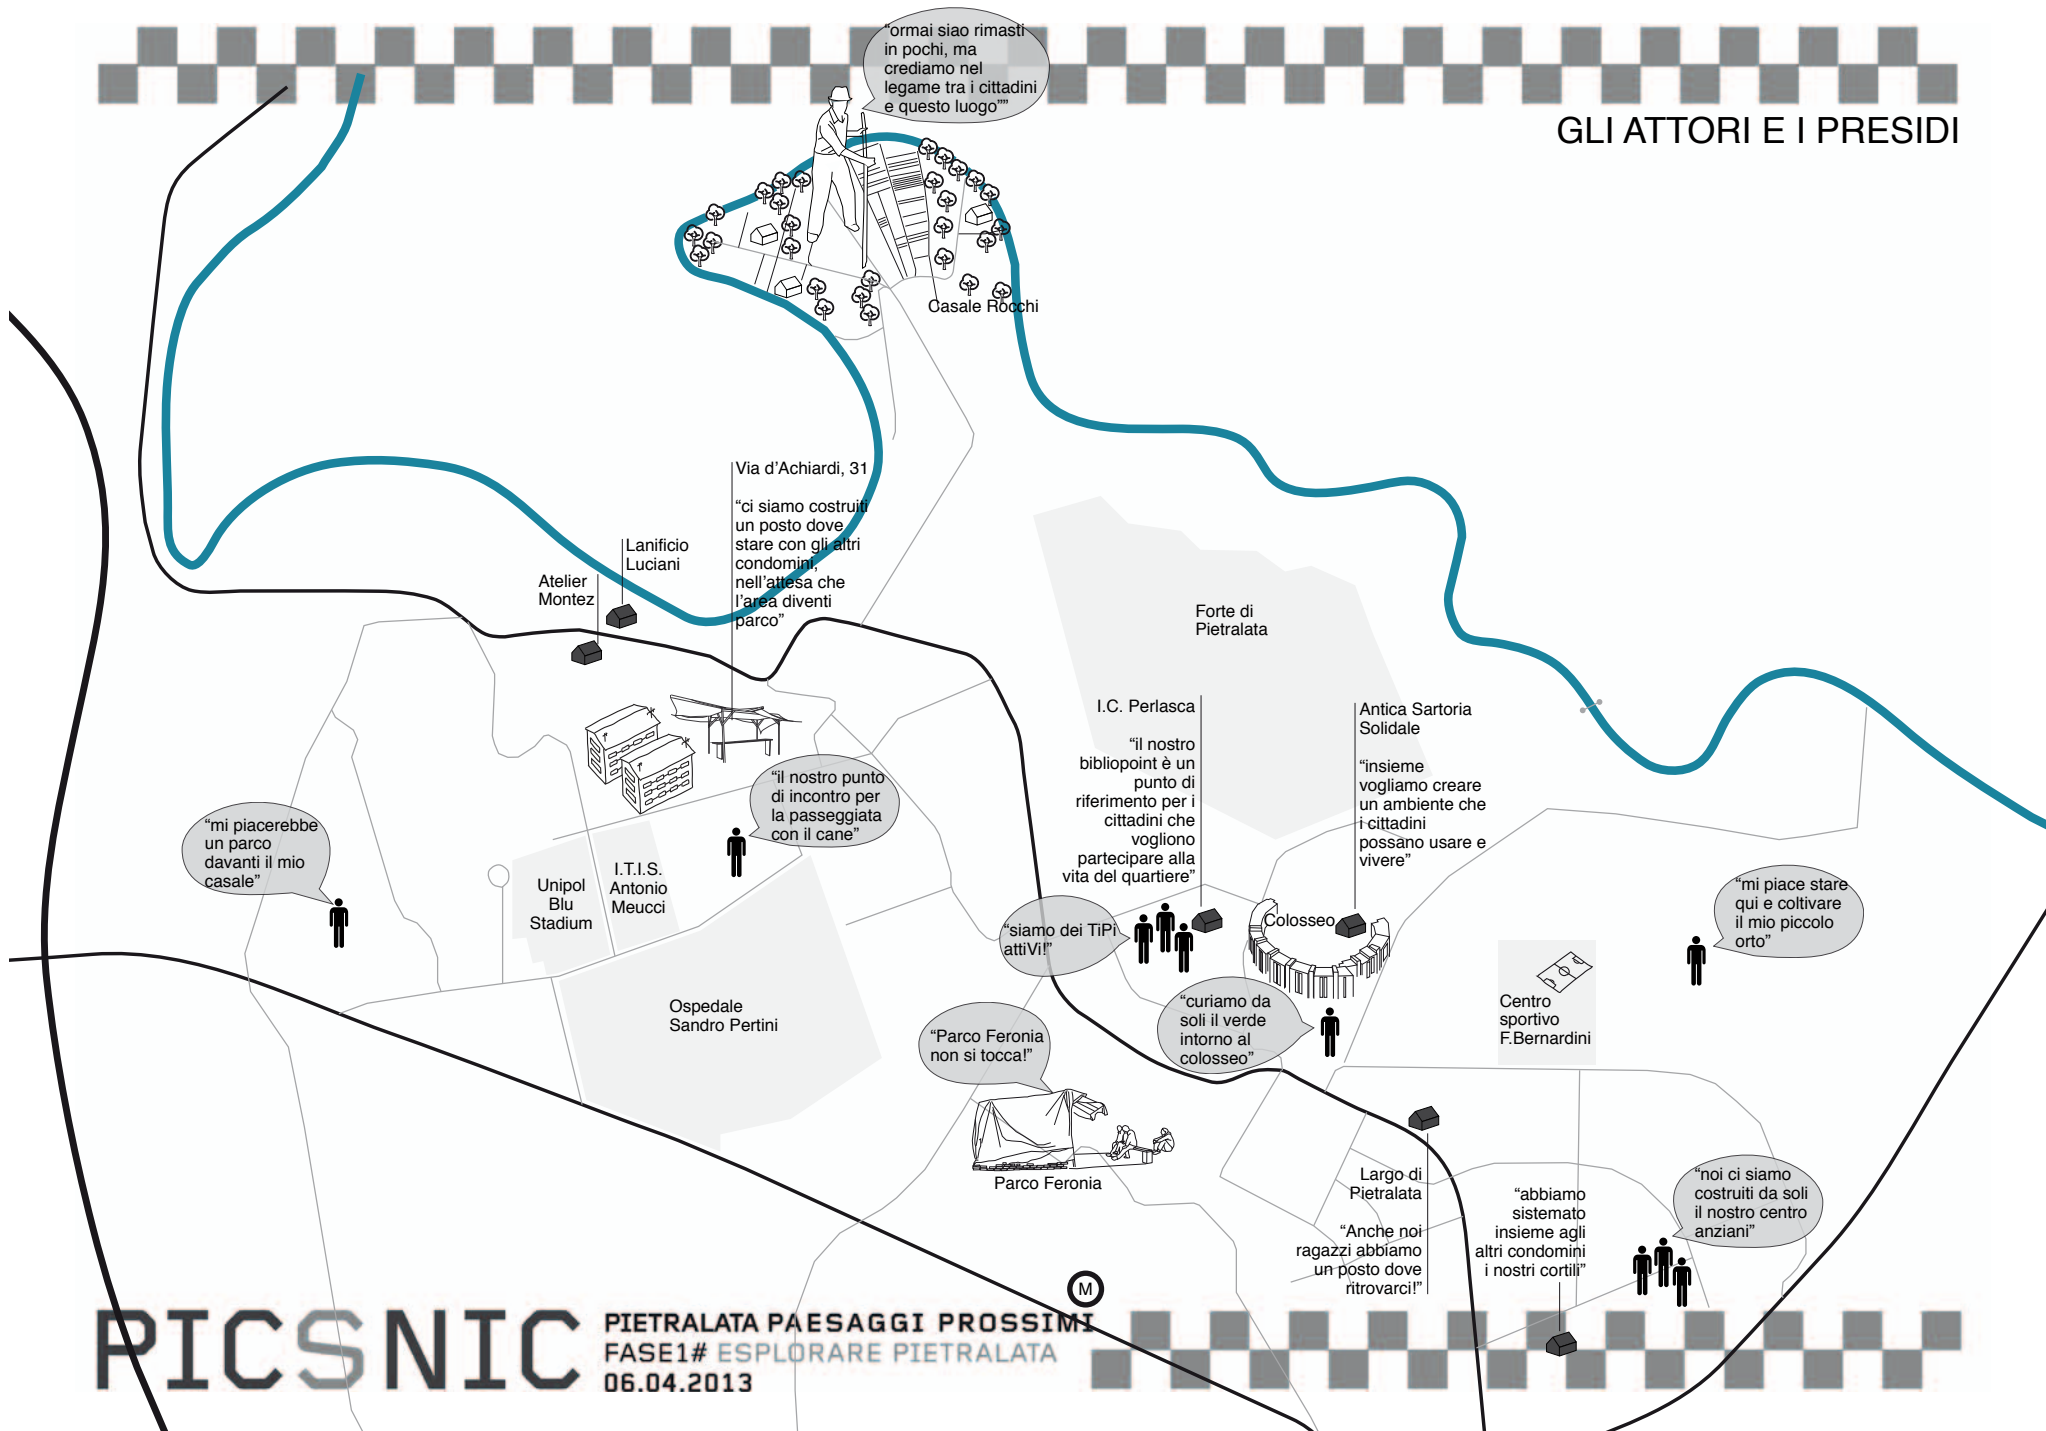 “ormai siao rimasti
in pochi, ma
crediamo nel
legame tra i cittadini
e questo luogo””
GLI ATTORI E I PRESIDI
Casale Rocchi
Via d’Achiardi, 31
“ci siamo costruiti
un posto dove
stare con gli altri
condomini,
nell’attesa che
l’area diventi
parco”
Lanificio
Luciani
Atelier
Montez
Forte di
Pietralata
I.C. Perlasca
“il nostro
bibliopoint è un
punto di
riferimento per i
cittadini che
vogliono
partecipare alla
vita del quartiere”
Antica Sartoria
Solidale
“insieme
vogliamo creare
un ambiente che
i cittadini
possano usare e
vivere”
“il nostro punto
di incontro per
la passeggiata
con il cane”
“mi piacerebbe
un parco
davanti il mio
casale”
Unipol
Blu
Stadium
I.T.I.S.
Antonio
Meucci
“mi piace stare
qui e coltivare
il mio piccolo
orto”
“siamo dei TiPi
attiVi!”
Colosseo
Ospedale
Sandro Pertini
“curiamo da
soli il verde
intorno al
colosseo”
Centro
sportivo
F.Bernardini
“Parco Feronia
non si tocca!”
Parco Feronia
Largo di
Pietralata
“Anche noi
ragazzi abbiamo
un posto dove
ritrovarci!”
“abbiamo
sistemato
insieme agli
altri condomini
i nostri cortili”
“noi ci siamo
costruiti da soli
il nostro centro
anziani”
M
PICSNIC
PIETRALATA PAESAGGI PROSSIMI
FASE1# ESPLORARE PIETRALATA
06.04.2013